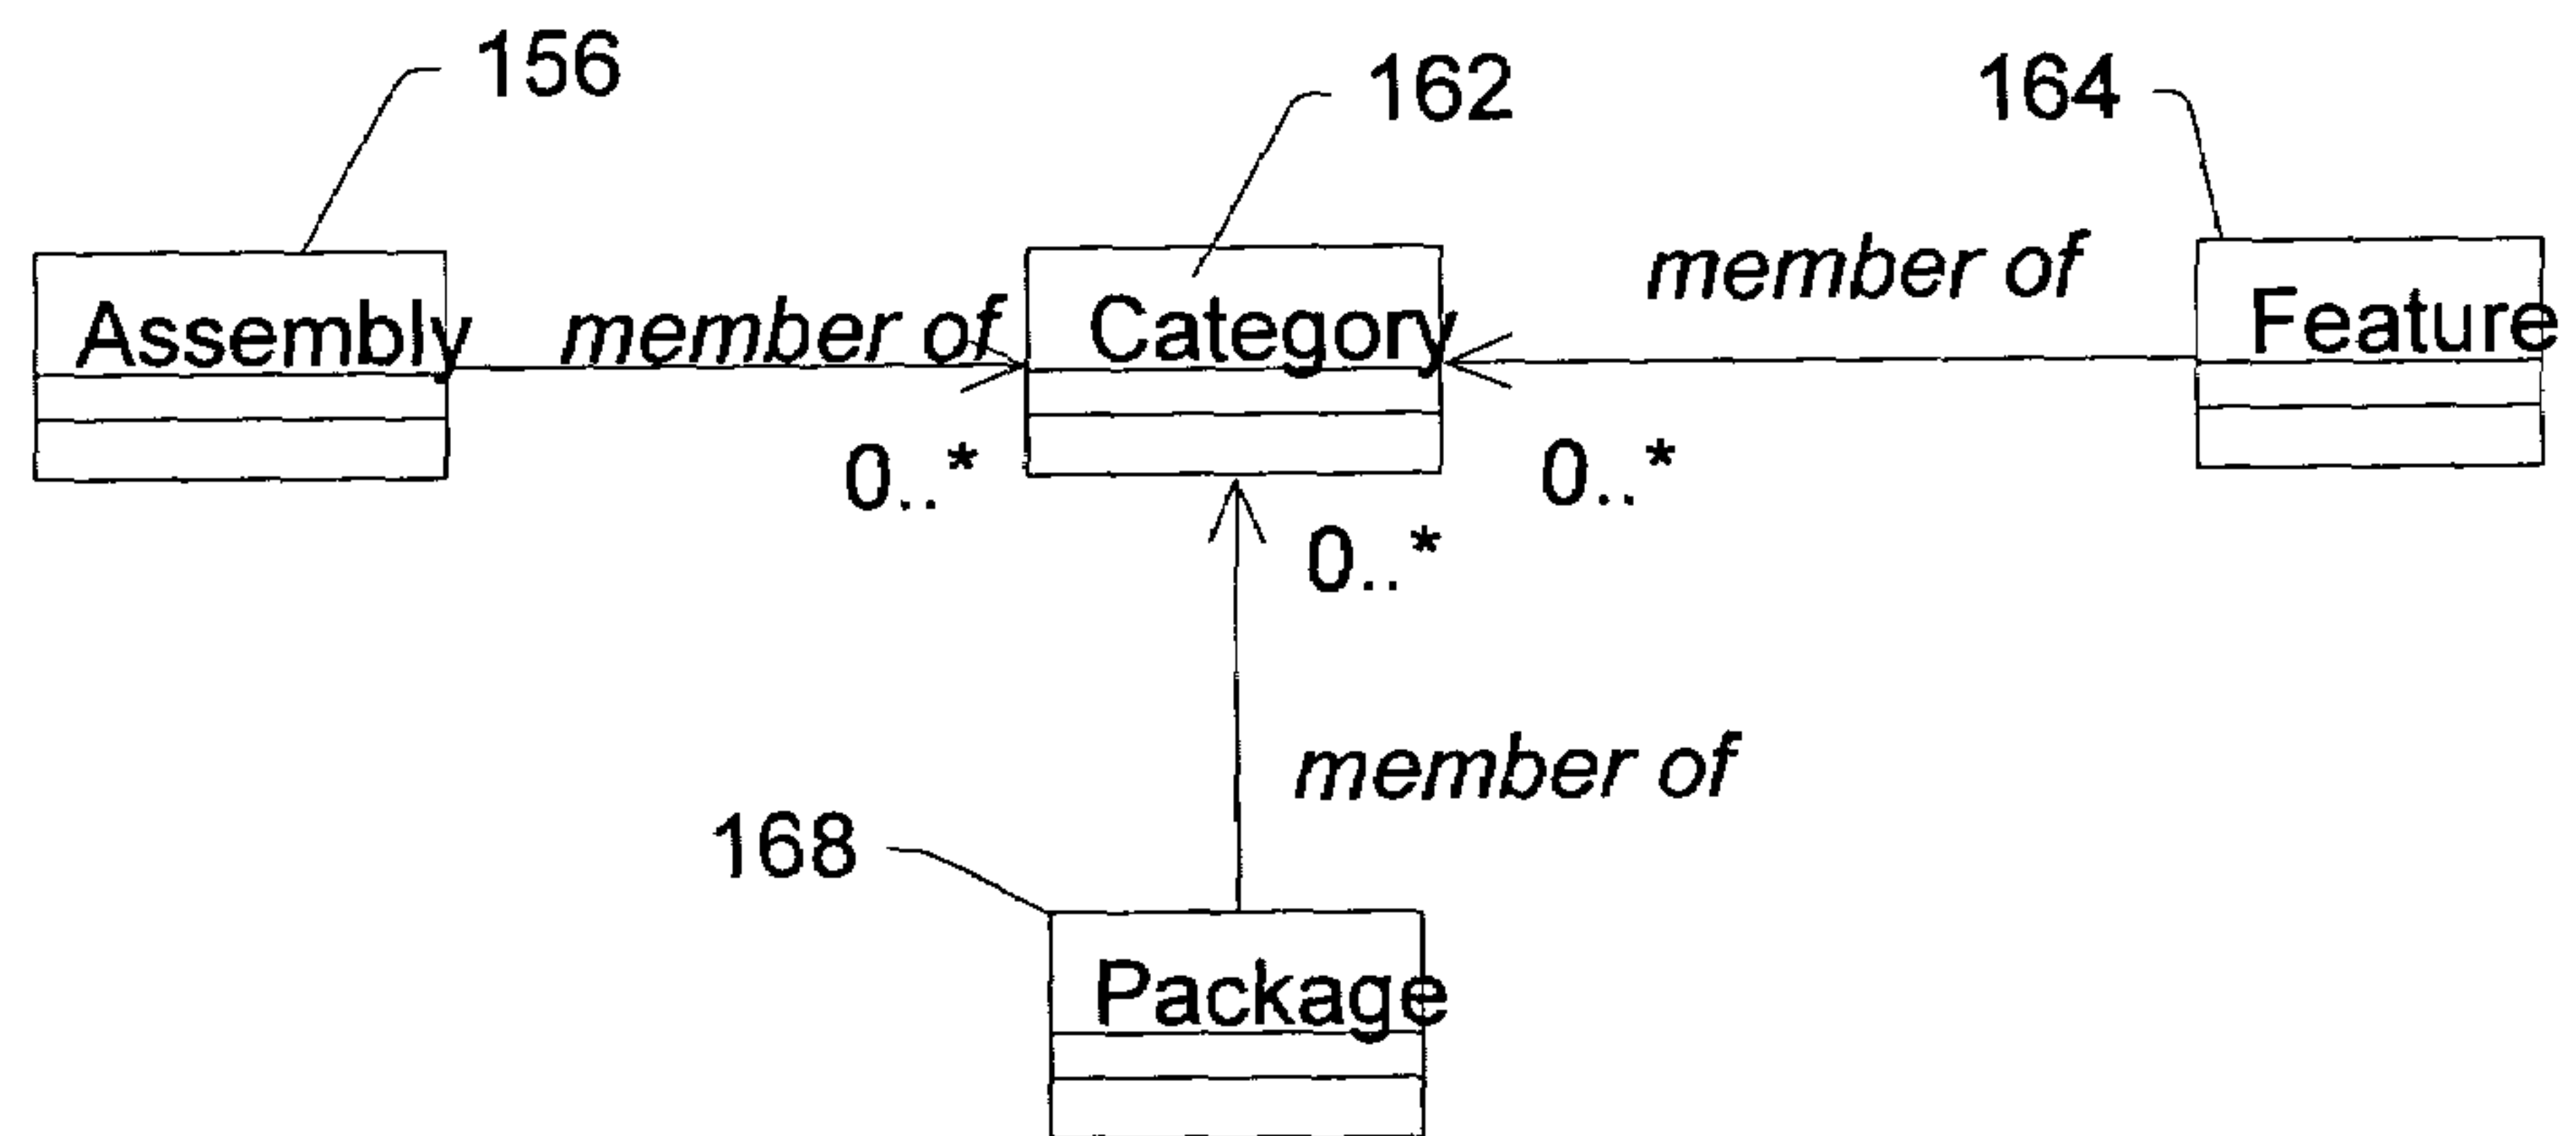 156
162
164
Assembly
member of
Category
member of
Feature
0..*
0..*
0..*
member of
168
Package